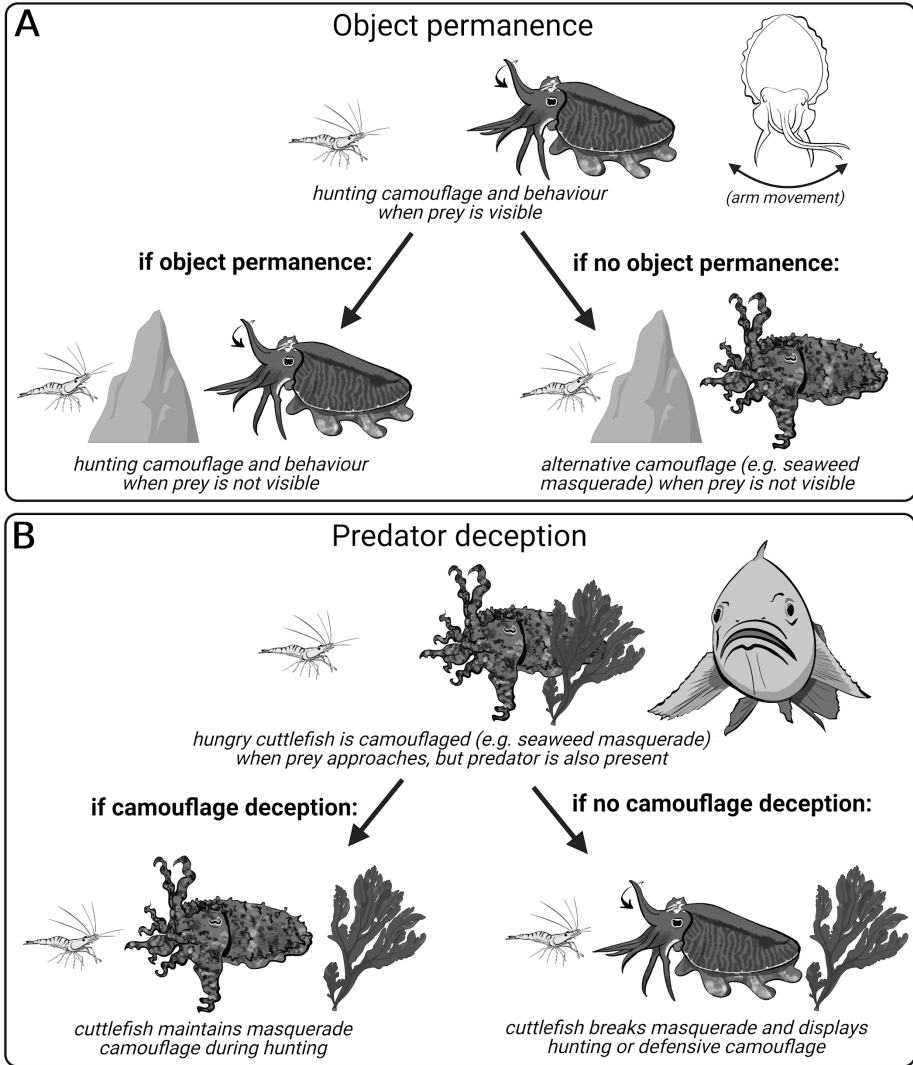 A
Object permanence
(arm movement)
hunting camouflage and behaviour
when prey is visible
if object permanence:
if no object permanence:
hunting camouflage and behaviour
when prey is not visible
alternative camouflage (e.g. seaweed
masquerade) when prey is not visible
B
Predator deception
hungry cuttlefish is camouflaged (e.g. seaweed masquerade)
when prey approaches, but predator is also present
if camouflage deception:
if no camouflage deception:
cuttlefish maintains masquerade
camouflage during hunting
cuttlefish breaks masquerade and displays
hunting or defensive camouflage